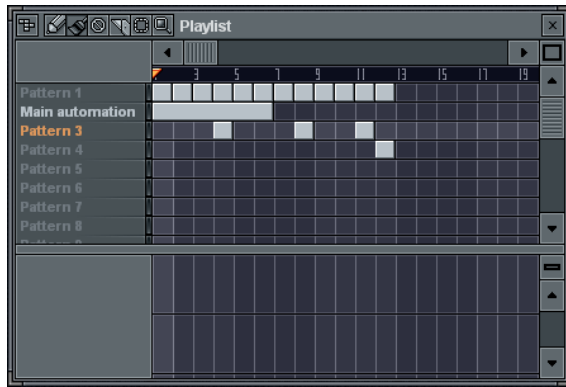 Playlist
3 5 7 9 11 13 15 17 19
Pattern 1
Main automation
Pattern 3
Pattern 4
Pattern 5
Pattern 6
Pattern 7
Pattern 8